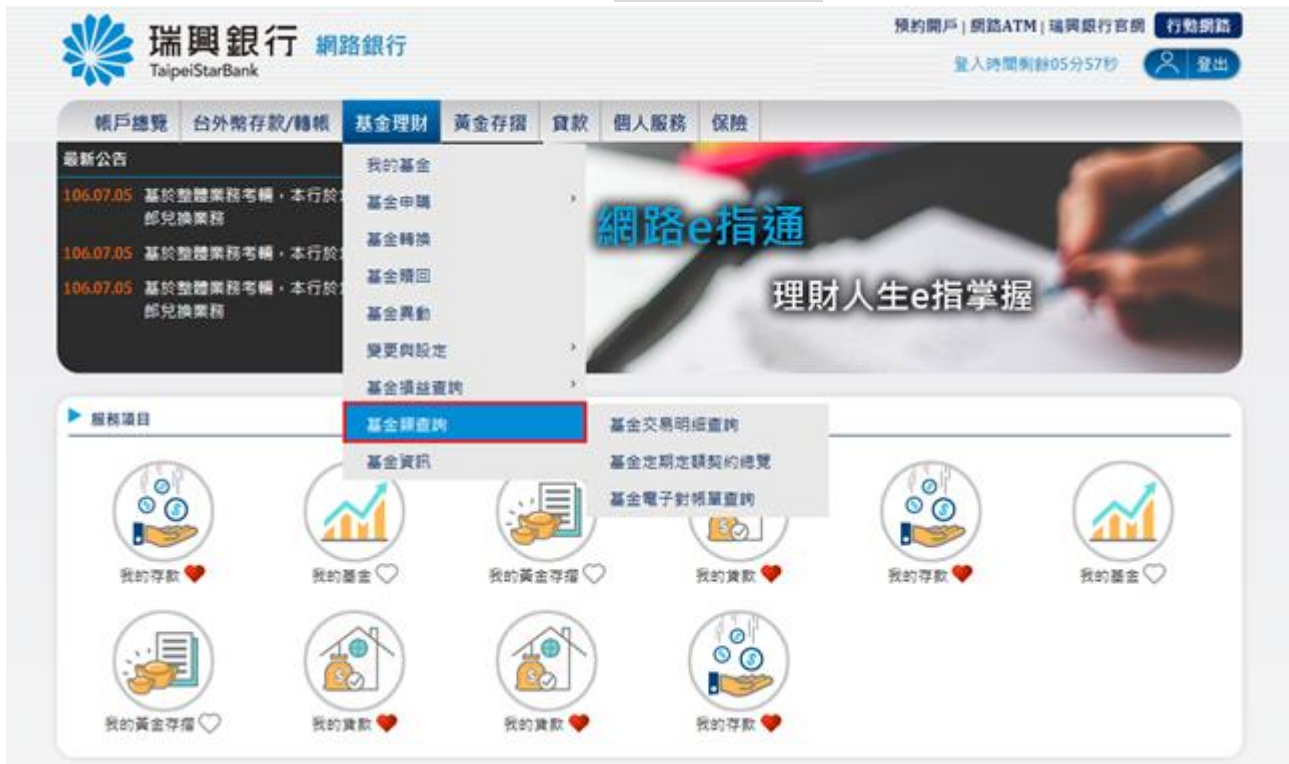 預約開戶 | 網路ATM | 瑞興銀行官網 行動網路
瑞興銀行 網路銀行
TaipeiStarBank
登入時間剩餘05分57秒 登出
帳戶總覽 台外幣存款/轉帳 基金理財 黃金存摺 貸款 個人服務 保險
最新公告
106.07.05 基於整體業務考輛，本行於
郎兌換業務
106.07.05 基於整體業務考輛，本行於
106.07.05 基於整體業務考輛，本行於
郎兌換業務
我的基金
基金申購
基金轉換
基金贖回
基金異動
變更與設定
基金損益查詢
基金類查詢
基金資訊
基金交易明細查詢
基金定期定額契約總覽
基金電子對帳單查詢
網路e指通
理財人生e指掌握
服務項目
我的存款 我的基金 我的黃金存摺 我的貸款 我的存款 我的基金
我的黃金存摺 我的貸款 我的貸款 我的存款